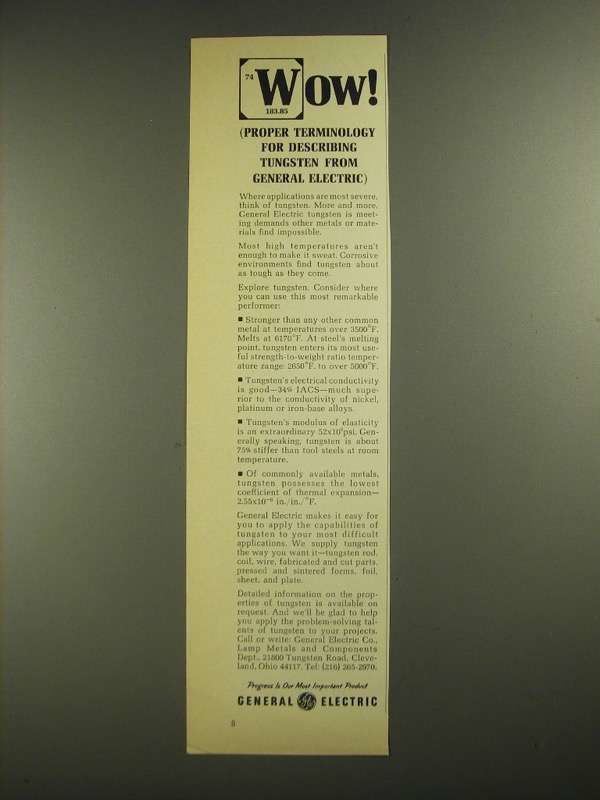 74
WOW!
183.85
(PROPER TERMINOLOGY
FOR DESCRIBING
TUNGSTEN FROM
GENERAL ELECTRIC)
Where applications are most severe,
think of tungsten. More and more,
General Electric tungsten is meet-
ing demands other metals or mate-
rials find impossible.
Most high temperatures aren't
enough to make it sweat. Corrosive
environments find tungsten about
as tough as they come.
Explore tungsten. Consider where
you can use this most remarkable
performer:
■ Stronger than any other common
metal at temperatures over 3500°F.
Melts at 6170°F. At steel's melting
point, tungsten enters its most use-
ful strength-to-weight ratio temper-
ature range: 2650°F. to over 5000°F.
■ Tungsten's electrical conductivity
is good—34% IACS—much supe-
rior to the conductivity of nickel,
platinum or iron-base alloys.
■ Tungsten's modulus of elasticity
is an extraordinary 52x10⁶psi. Gen-
erally speaking, tungsten is about
75% stiffer than tool steels at room
temperature.
■ Of commonly available metals,
tungsten possesses the lowest
coefficient of thermal expansion—
2.55x10⁻⁶ in./in./°F.
General Electric makes it easy for
you to apply the capabilities of
tungsten to your most difficult
applications. We supply tungsten
the way you want it—tungsten rod,
coil, wire, fabricated and cut parts,
pressed and sintered forms, foil,
sheet, and plate.
Detailed information on the prop-
erties of tungsten is available on
request. And we'll be glad to help
you apply the problem-solving tal-
ents of tungsten to your projects.
Call or write: General Electric Co.,
Lamp Metals and Components
Dept., 21800 Tungsten Road, Cleve-
land, Ohio 44117. Tel: (216) 265-2970.
Progress Is Our Most Important Product
GENERAL GE ELECTRIC
8